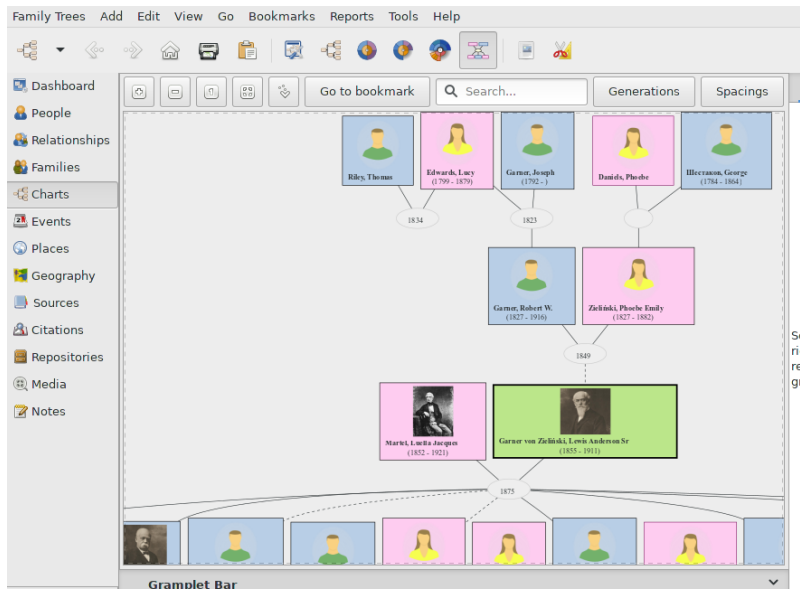 Family Trees Add Edit View Go Bookmarks Reports Tools Help
Go to bookmark Search... Generations Spacings
Dashboard
People
Relationships
Families
Charts
Events
Places
Geography
Sources
Citations
Repositories
Media
Notes
Riley, Thomas
Edwards, Lucy
(1799 - 1879)
Garner, Joseph
(1792 - )
Daniels, Phoebe
Шестаков, George
(1784 - 1864)
1834
1823
Garner, Robert W.
(1827 - 1916)
Zieliński, Phoebe Emily
(1827 - 1882)
1849
Martel, Luella Jacques
(1852 - 1921)
Garner von Zieliński, Lewis Anderson Sr
(1855 - 1911)
1875
Gramplet Bar